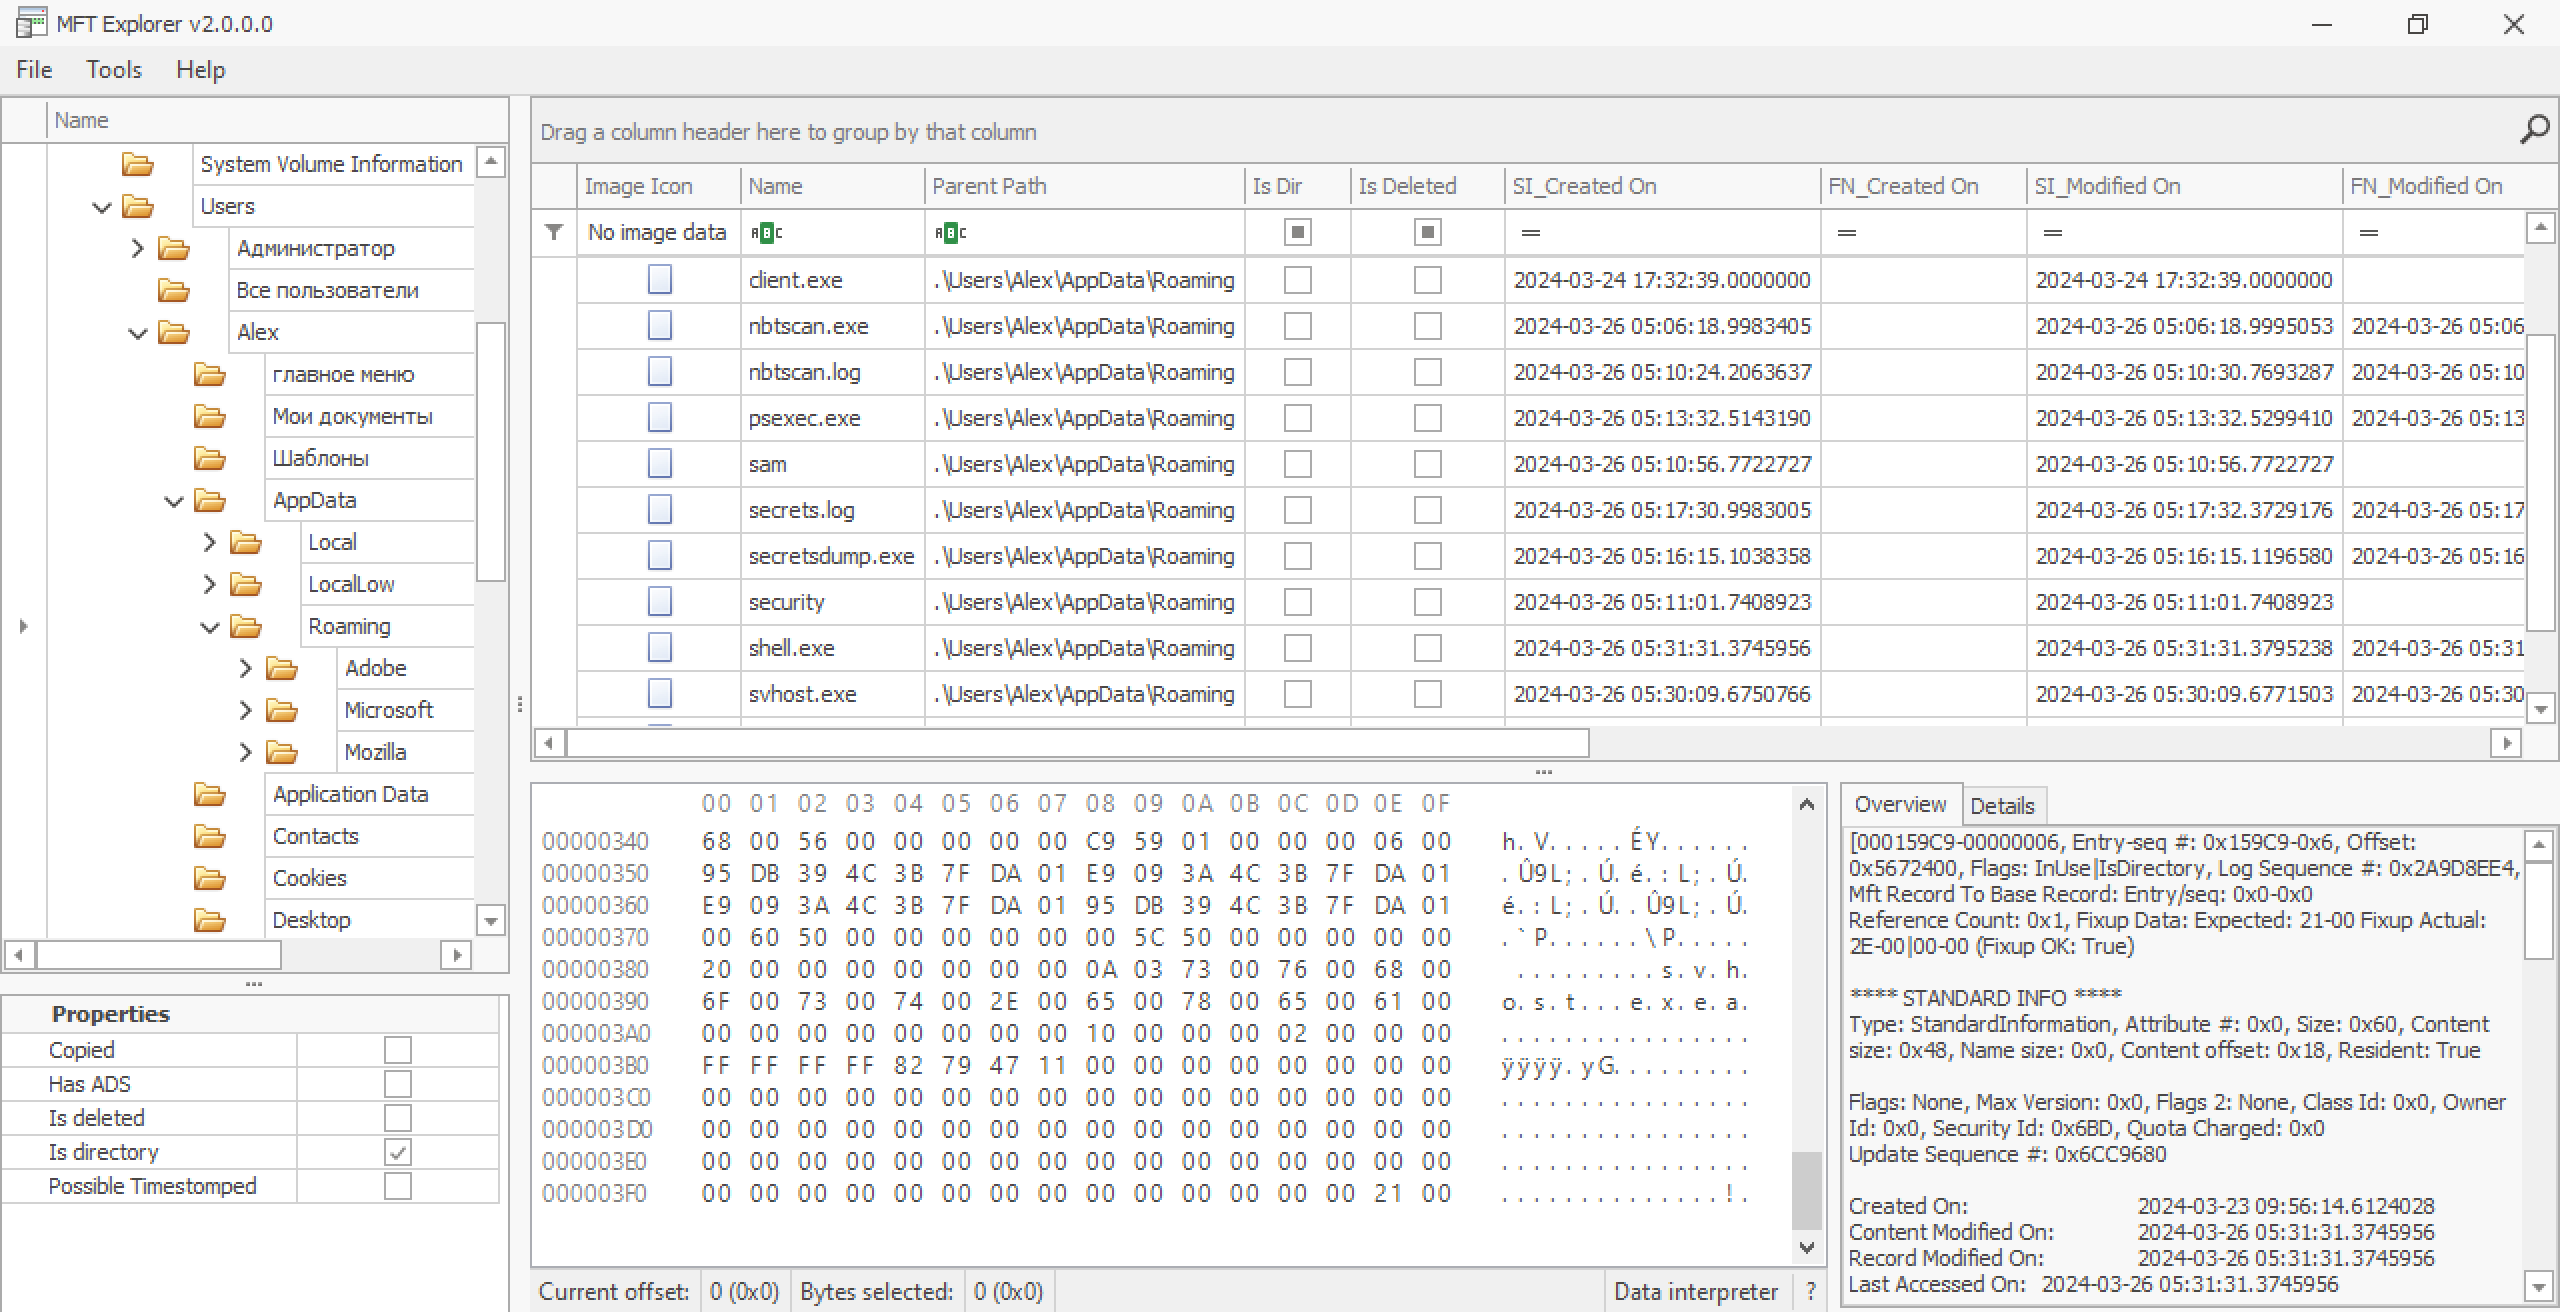 MFT Explorer v2.0.0.0
File Tools Help
Name
System Volume Information
Users
Администратор
Все пользователи
Alex
главное меню
Мои документы
Шаблоны
AppData
Local
LocalLow
Roaming
Adobe
Microsoft
Mozilla
Application Data
Contacts
Cookies
Desktop
Properties
Copied
Has ADS
Is deleted
Is directory
Possible Timestomped
Drag a column header here to group by that column
Image Icon Name Parent Path Is Dir Is Deleted SI_Created On FN_Created On SI_Modified On FN_Modified On
No image data ABC ABC = = = =
client.exe .\Users\Alex\AppData\Roaming 2024-03-24 17:32:39.0000000 2024-03-24 17:32:39.0000000
nbtscan.exe .\Users\Alex\AppData\Roaming 2024-03-26 05:06:18.9983405 2024-03-26 05:06:18.9995053 2024-03-26 05:06
nbtscan.log .\Users\Alex\AppData\Roaming 2024-03-26 05:10:24.2063637 2024-03-26 05:10:30.7693287 2024-03-26 05:10
psexec.exe .\Users\Alex\AppData\Roaming 2024-03-26 05:13:32.5143190 2024-03-26 05:13:32.5299410 2024-03-26 05:13
sam .\Users\Alex\AppData\Roaming 2024-03-26 05:10:56.7722727 2024-03-26 05:10:56.7722727
secrets.log .\Users\Alex\AppData\Roaming 2024-03-26 05:17:30.9983005 2024-03-26 05:17:32.3729176 2024-03-26 05:17
secretsdump.exe .\Users\Alex\AppData\Roaming 2024-03-26 05:16:15.1038358 2024-03-26 05:16:15.1196580 2024-03-26 05:16
security .\Users\Alex\AppData\Roaming 2024-03-26 05:11:01.7408923 2024-03-26 05:11:01.7408923
shell.exe .\Users\Alex\AppData\Roaming 2024-03-26 05:31:31.3745956 2024-03-26 05:31:31.3795238 2024-03-26 05:31
svhost.exe .\Users\Alex\AppData\Roaming 2024-03-26 05:30:09.6750766 2024-03-26 05:30:09.6771503 2024-03-26 05:30
00 01 02 03 04 05 06 07 08 09 0A 0B 0C 0D 0E 0F
00000340 68 00 56 00 00 00 00 00 C9 59 01 00 00 00 06 00 h.V.....ÉY......
00000350 95 DB 39 4C 3B 7F DA 01 E9 09 3A 4C 3B 7F DA 01 .Û9L;.Ú.é.:L;.Ú.
00000360 E9 09 3A 4C 3B 7F DA 01 95 DB 39 4C 3B 7F DA 01 é.:L;.Ú..Û9L;.Ú.
00000370 00 60 50 00 00 00 00 00 00 5C 50 00 00 00 00 00 .`P......\P.....
00000380 20 00 00 00 00 00 00 00 0A 03 73 00 76 00 68 00 .........s.v.h.
00000390 6F 00 73 00 74 00 2E 00 65 00 78 00 65 00 61 00 o.s.t...e.x.e.a.
000003A0 00 00 00 00 00 00 00 00 10 00 00 00 02 00 00 00 ................
000003B0 FF FF FF FF 82 79 47 11 00 00 00 00 00 00 00 00 ÿÿÿÿ.yG.........
000003C0 00 00 00 00 00 00 00 00 00 00 00 00 00 00 00 00 ................
000003D0 00 00 00 00 00 00 00 00 00 00 00 00 00 00 00 00 ................
000003E0 00 00 00 00 00 00 00 00 00 00 00 00 00 00 00 00 ................
000003F0 00 00 00 00 00 00 00 00 00 00 00 00 00 00 21 00 ..............!.
Current offset: 0 (0x0) Bytes selected: 0 (0x0) Data interpreter ?
Overview Details
[000159C9-00000006, Entry-seq #: 0x159C9-0x6, Offset:
0x5672400, Flags: InUse|IsDirectory, Log Sequence #: 0x2A9D8EE4,
Mft Record To Base Record: Entry/seq: 0x0-0x0
Reference Count: 0x1, Fixup Data: Expected: 21-00 Fixup Actual:
2E-00|00-00 (Fixup OK: True)
**** STANDARD INFO ****
Type: StandardInformation, Attribute #: 0x0, Size: 0x60, Content
size: 0x48, Name size: 0x0, Content offset: 0x18, Resident: True
Flags: None, Max Version: 0x0, Flags 2: None, Class Id: 0x0, Owner
Id: 0x0, Security Id: 0x6BD, Quota Charged: 0x0
Update Sequence #: 0x6CC9680
Created On: 2024-03-23 09:56:14.6124028
Content Modified On: 2024-03-26 05:31:31.3745956
Record Modified On: 2024-03-26 05:31:31.3745956
Last Accessed On: 2024-03-26 05:31:31.3745956